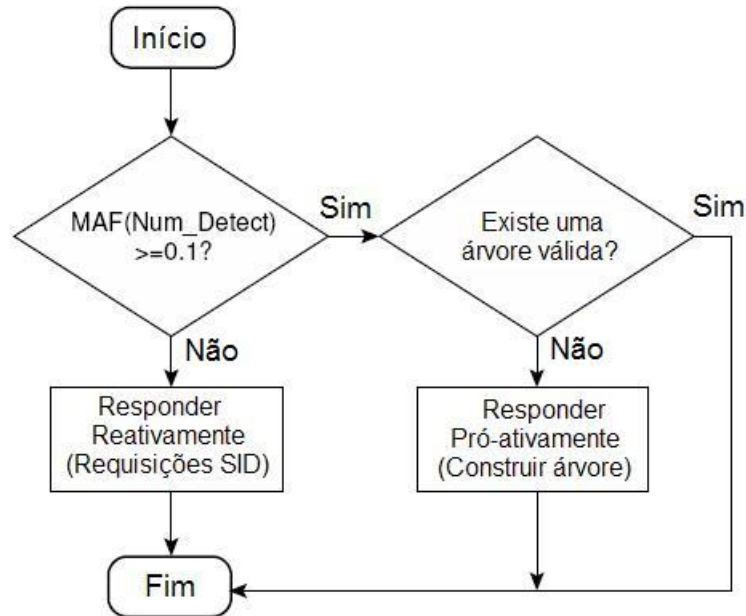 Início
MAF(Num_Detect)
>=0.1?
Sim
Existe uma
árvore válida?
Sim
Não
Não
Responder
Reativamente
(Requisições SID)
Responder
Pró-ativamente
(Construir árvore)
Fim